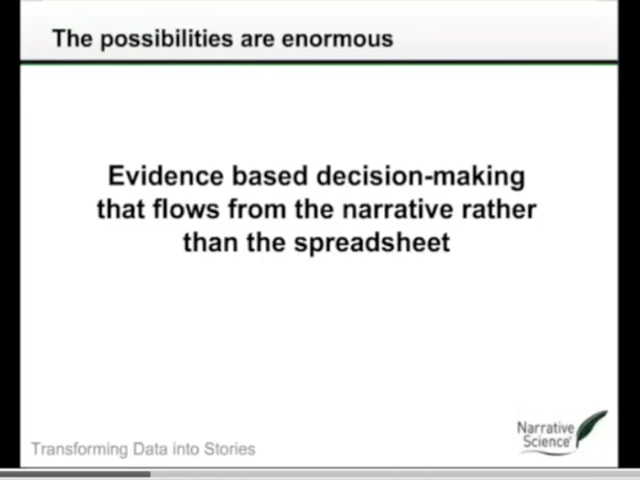 The possibilities are enormous
Evidence based decision-making
that flows from the narrative rather
than the spreadsheet
Transforming Data into Stories
Narrative
Science